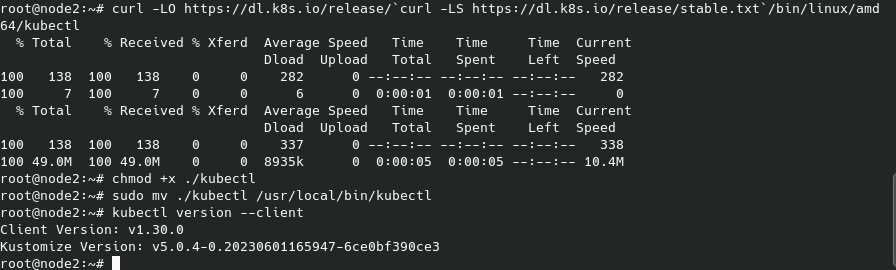 root@node2:~# curl -LO https://dl.k8s.io/release/`curl -LS https://dl.k8s.io/release/stable.txt`/bin/linux/amd
64/kubectl
  % Total    % Received % Xferd  Average Speed   Time    Time     Time  Current
                                 Dload  Upload   Total   Spent    Left  Speed
100   138  100   138    0     0    282      0 --:--:-- --:--:-- --:--:--   282
100     7  100     7    0     0      6      0  0:00:01  0:00:01 --:--:--     0
  % Total    % Received % Xferd  Average Speed   Time    Time     Time  Current
                                 Dload  Upload   Total   Spent    Left  Speed
100   138  100   138    0     0    337      0 --:--:-- --:--:-- --:--:--   338
100 49.0M  100 49.0M    0     0  8935k      0  0:00:05  0:00:05 --:--:-- 10.4M
root@node2:~# chmod +x ./kubectl
root@node2:~# sudo mv ./kubectl /usr/local/bin/kubectl
root@node2:~# kubectl version --client
Client Version: v1.30.0
Kustomize Version: v5.0.4-0.20230601165947-6ce0bf390ce3
root@node2:~#